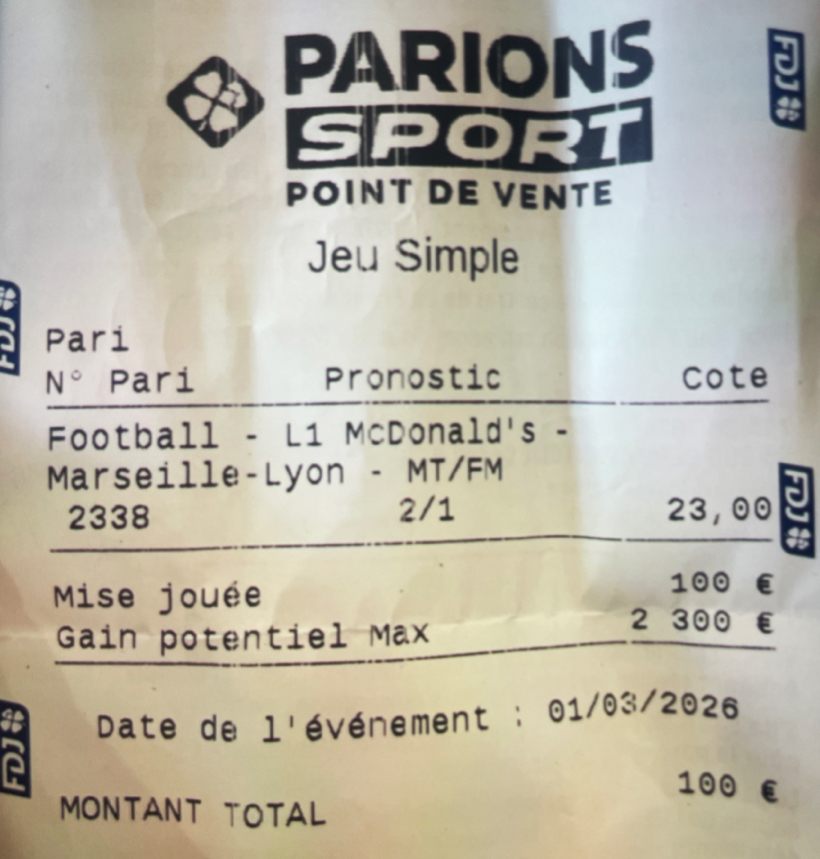 PARIONS
SPORT
POINT DE VENTE
FDJ
Jeu Simple
FDJ
Pari
N° Pari Pronostic Cote
Football - L1 McDonald's -
Marseille-Lyon - MT/FM
2338 2/1 23,00
FDJ
Mise jouée 100 €
Gain potentiel Max 2 300 €
Date de l'événement : 01/03/2026
FDJ
MONTANT TOTAL 100 €